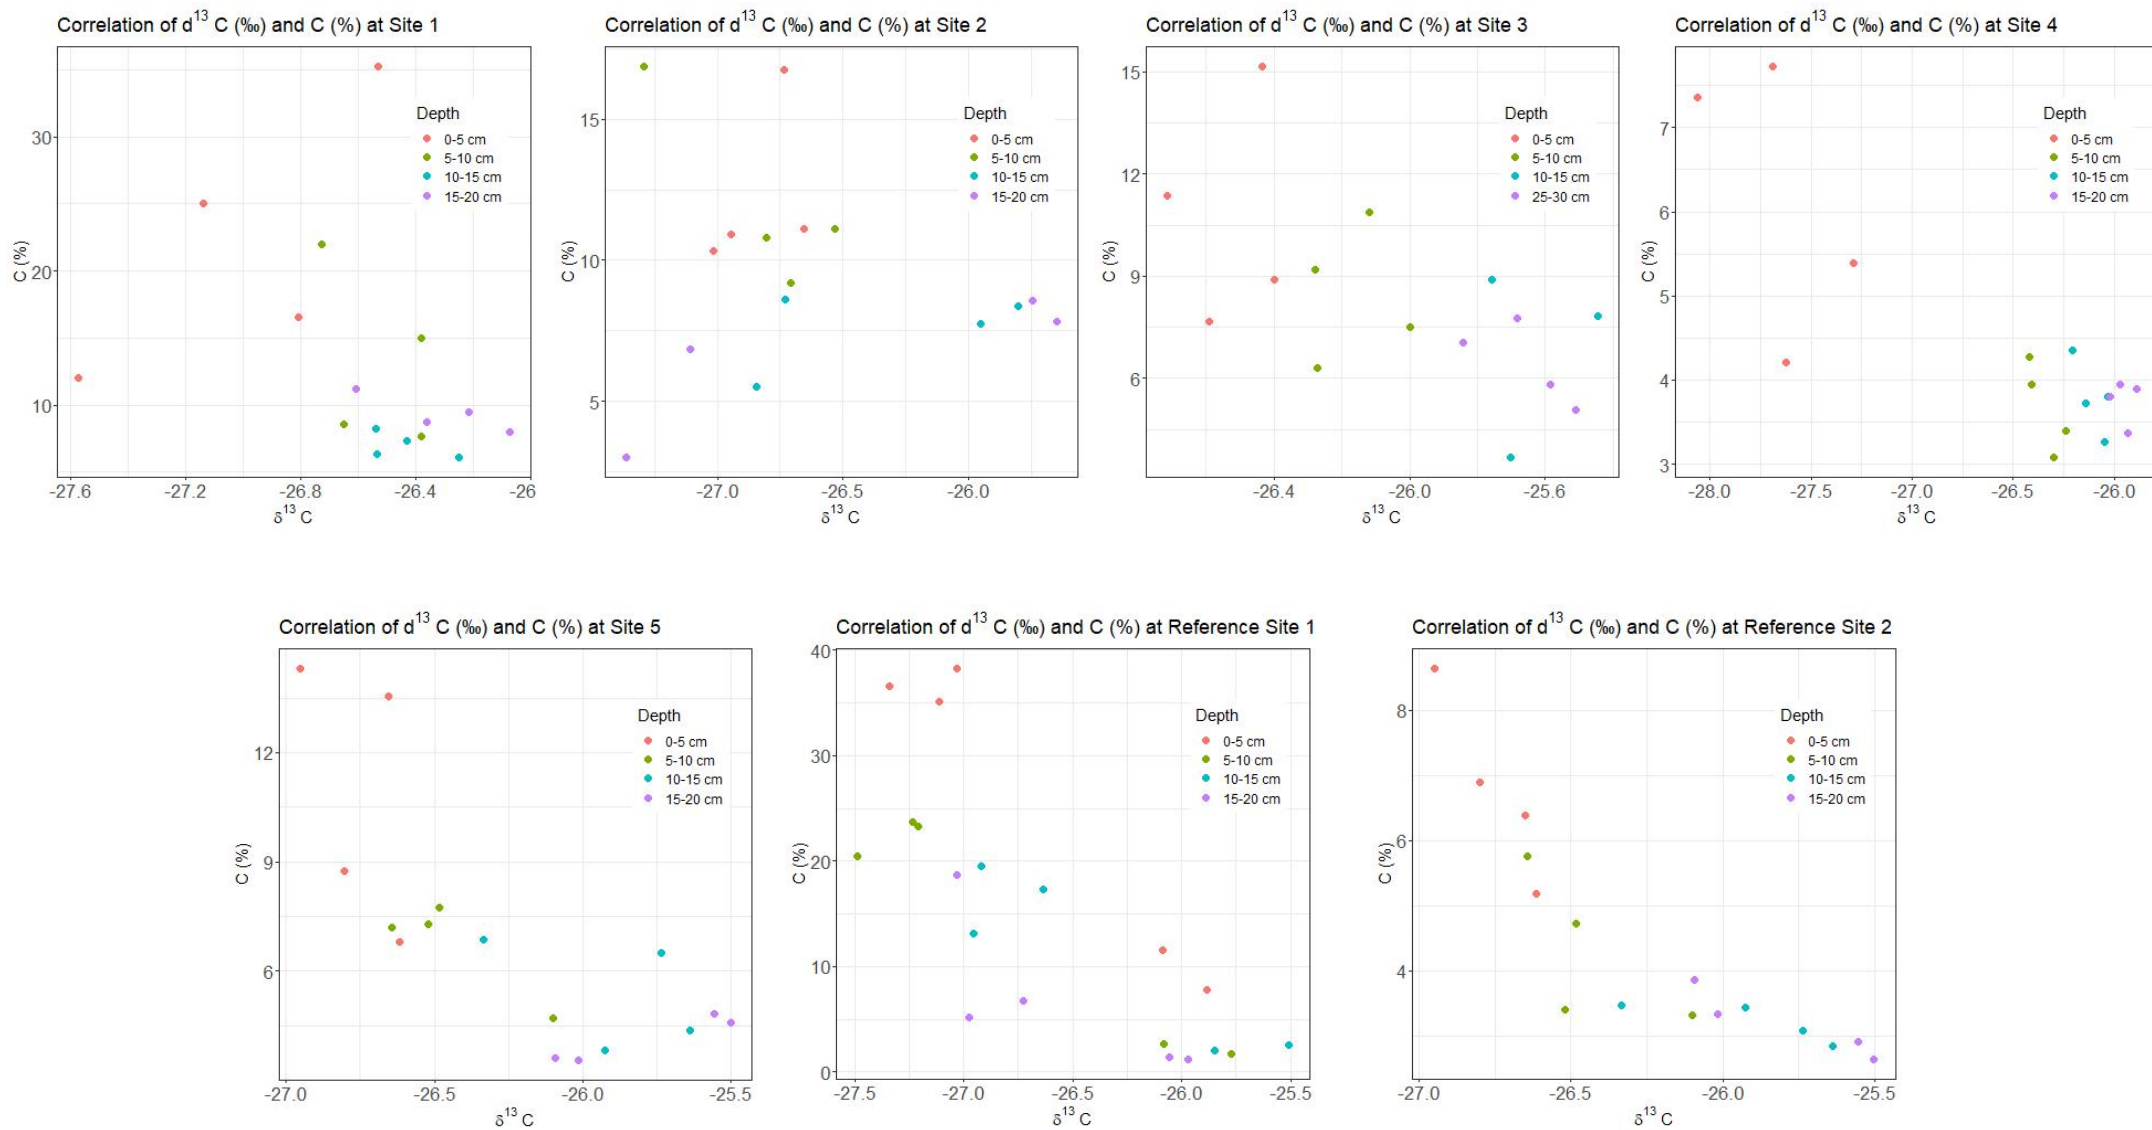 Correlation of d13 C (‰) and C (%) at Site 1
C (%)
30
20
10
Depth
0-5 cm
5-10 cm
10-15 cm
15-20 cm
-27.6 -27.2 -26.8 -26.4 -26
δ13 C
Correlation of d13 C (‰) and C (%) at Site 2
C (%)
15
10
5
Depth
0-5 cm
5-10 cm
10-15 cm
15-20 cm
-27.0 -26.5 -26.0
δ13 C
Correlation of d13 C (‰) and C (%) at Site 3
C (%)
15
12
9
6
Depth
0-5 cm
5-10 cm
10-15 cm
25-30 cm
-26.4 -26.0 -25.6
δ13 C
Correlation of d13 C (‰) and C (%) at Site 4
C (%)
7
6
5
4
3
Depth
0-5 cm
5-10 cm
10-15 cm
15-20 cm
-28.0 -27.5 -27.0 -26.5 -26.0
δ13 C
Correlation of d13 C (‰) and C (%) at Site 5
C (%)
12
9
6
Depth
0-5 cm
5-10 cm
10-15 cm
15-20 cm
-27.0 -26.5 -26.0 -25.5
δ13 C
Correlation of d13 C (‰) and C (%) at Reference Site 1
C (%)
40
30
20
10
0
Depth
0-5 cm
5-10 cm
10-15 cm
15-20 cm
-27.5 -27.0 -26.5 -26.0 -25.5
δ13 C
Correlation of d13 C (‰) and C (%) at Reference Site 2
C (%)
8
6
4
Depth
0-5 cm
5-10 cm
10-15 cm
15-20 cm
-27.0 -26.5 -26.0 -25.5
δ13 C